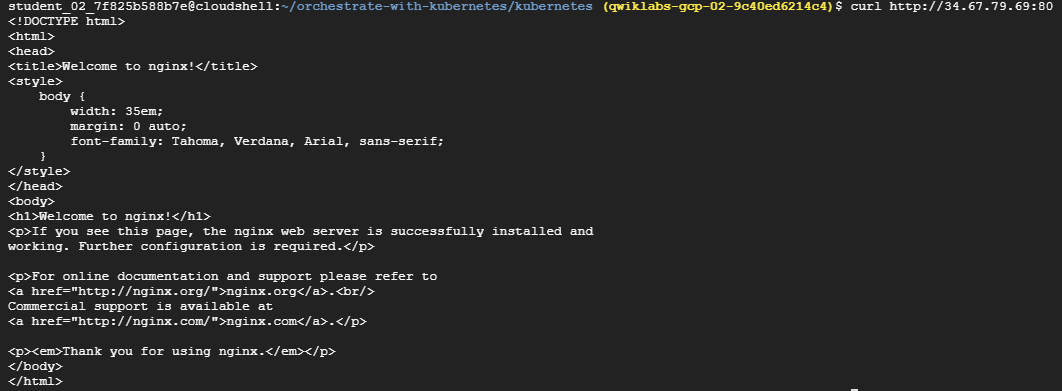 student_02_7f825b588b7e@cloudshell:~/orchestrate-with-kubernetes/kubernetes (qwiklabs-gcp-02-9c40ed6214c4)$ curl http://34.67.79.69:80
<!DOCTYPE html>
<html>
<head>
<title>Welcome to nginx!</title>
<style>
    body {
        width: 35em;
        margin: 0 auto;
        font-family: Tahoma, Verdana, Arial, sans-serif;
    }
</style>
</head>
<body>
<h1>Welcome to nginx!</h1>
<p>If you see this page, the nginx web server is successfully installed and
working. Further configuration is required.</p>

<p>For online documentation and support please refer to
<a href="http://nginx.org/">nginx.org</a>.<br/>
Commercial support is available at
<a href="http://nginx.com/">nginx.com</a>.</p>

<p><em>Thank you for using nginx.</em></p>
</body>
</html>